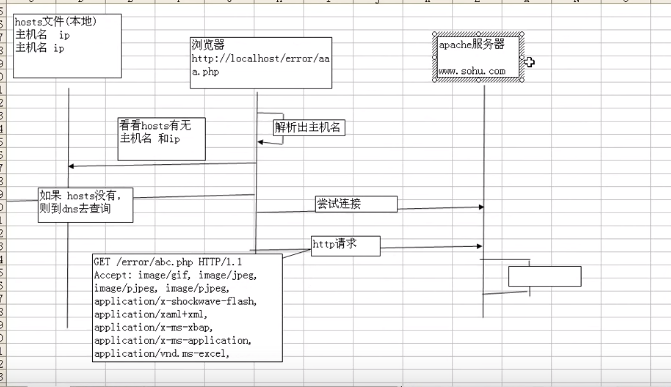 hosts文件(本地)
主机名 ip
主机名 ip
浏览器
http://localhost/error/aa
a.php
apache服务器
www.sohu.com
解析出主机名
看看hosts有无
主机名 和ip
如果 hosts没有,
则到dns去查询
尝试连接
http请求
GET /error/abc.php HTTP/1.1
Accept: image/gif, image/jpeg,
image/pjpeg, image/pjpeg,
application/x-shockwave-flash,
application/xaml+xml,
application/x-ms-xbap,
application/x-ms-application,
application/vnd.ms-excel,